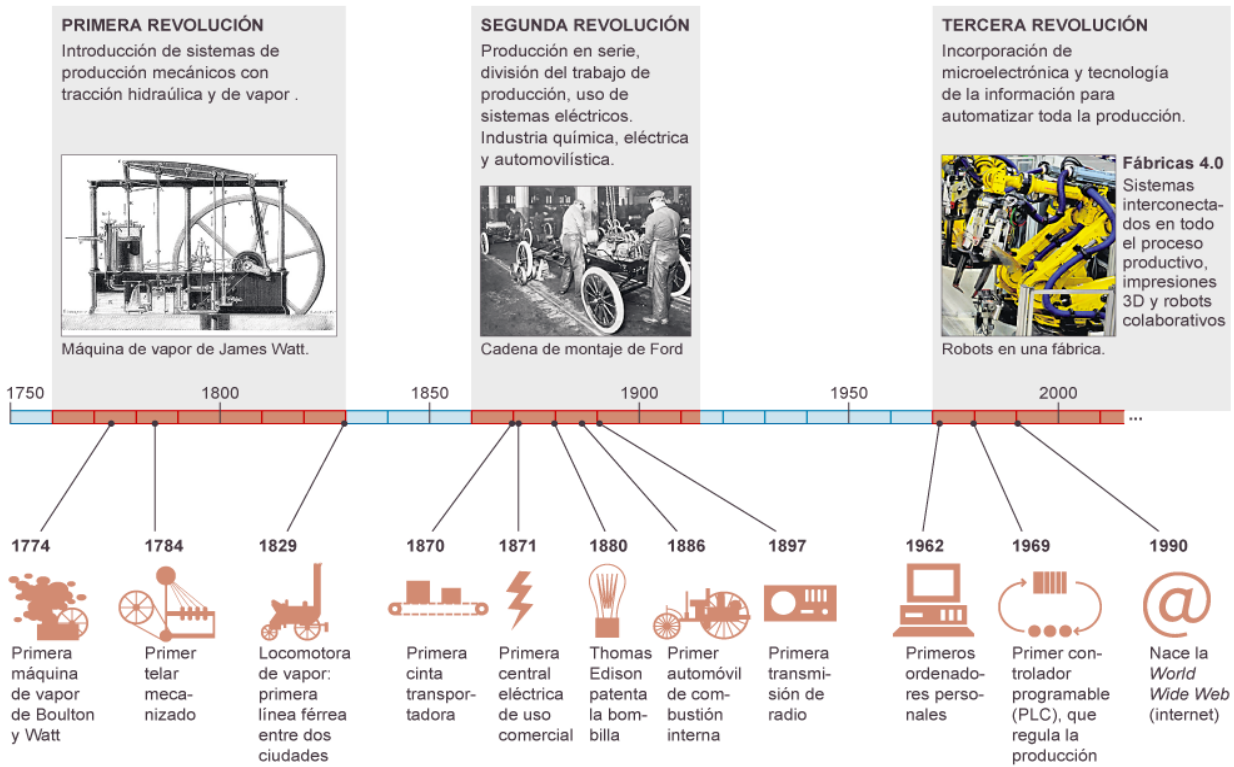 PRIMERA REVOLUCIÓN
Introducción de sistemas de
producción mecánicos con
tracción hidraúlica y de vapor .
Máquina de vapor de James Watt.
SEGUNDA REVOLUCIÓN
Producción en serie,
división del trabajo de
producción, uso de
sistemas eléctricos.
Industria química, eléctrica
y automovilística.
Cadena de montaje de Ford
TERCERA REVOLUCIÓN
Incorporación de
microelectrónica y tecnología
de la información para
automatizar toda la producción.
Fábricas 4.0
Sistemas
interconecta-
dos en todo
el proceso
productivo,
impresiones
3D y robots
colaborativos
Robots en una fábrica.
1750
1800
1850
1900
1950
2000
...
1774
Primera
máquina
de vapor
de Boulton
y Watt
1784
Primer
telar
meca-
nizado
1829
Locomotora
de vapor:
primera
línea férrea
entre dos
ciudades
1870
Primera
cinta
transpor-
tadora
1871
Primera
central
eléctrica
de uso
comercial
1880
Thomas
Edison
patenta
la bom-
billa
1886
Primer
automóvil
de com-
bustión
interna
1897
Primera
transmi-
sión de
radio
1962
Primeros
ordenado-
res perso-
nales
1969
Primer con-
trolador
programable
(PLC), que
regula la
producción
1990
@
Nace la
World
Wide Web
(internet)